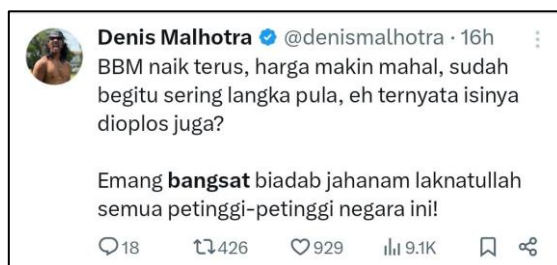 Denis Malhotra @denismalhotra · 16h
BBM naik terus, harga makin mahal, sudah
begitu sering langka pula, eh ternyata isinya
dioplos juga?
Emang bangsat biadab jahanam laknatullah
semua petinggi-petinggi negara ini!
18 426 929 9.1K